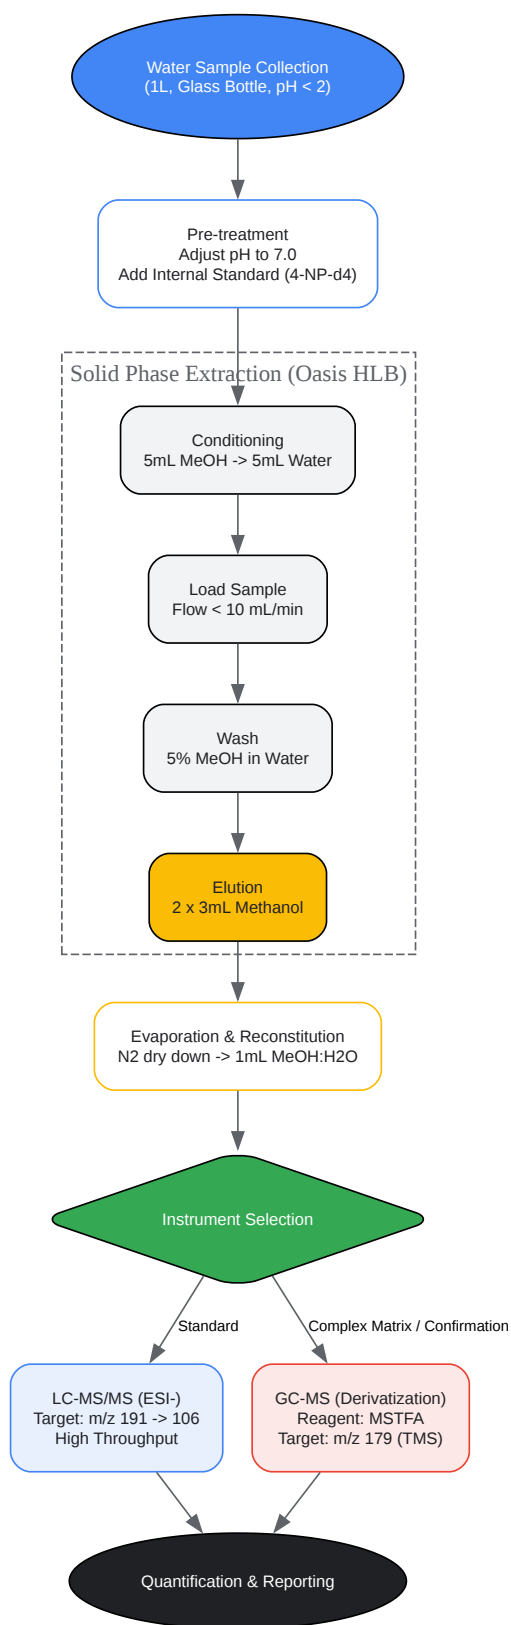 Water Sample Collection
(1L, Glass Bottle, pH < 2)
Pre-treatment
Adjust pH to 7.0
Add Internal Standard (4-NP-d4)
Solid Phase Extraction (Oasis HLB)
Conditioning
5mL MeOH -> 5mL Water
Load Sample
Flow < 10 mL/min
Wash
5% MeOH in Water
Elution
2 x 3mL Methanol
Evaporation & Reconstitution
N2 dry down -> 1mL MeOH:H2O
Instrument Selection
Standard
Complex Matrix / Confirmation
LC-MS/MS (ESI-)
Target: m/z 191 -> 106
High Throughput
GC-MS (Derivatization)
Reagent: MSTFA
Target: m/z 179 (TMS)
Quantification & Reporting